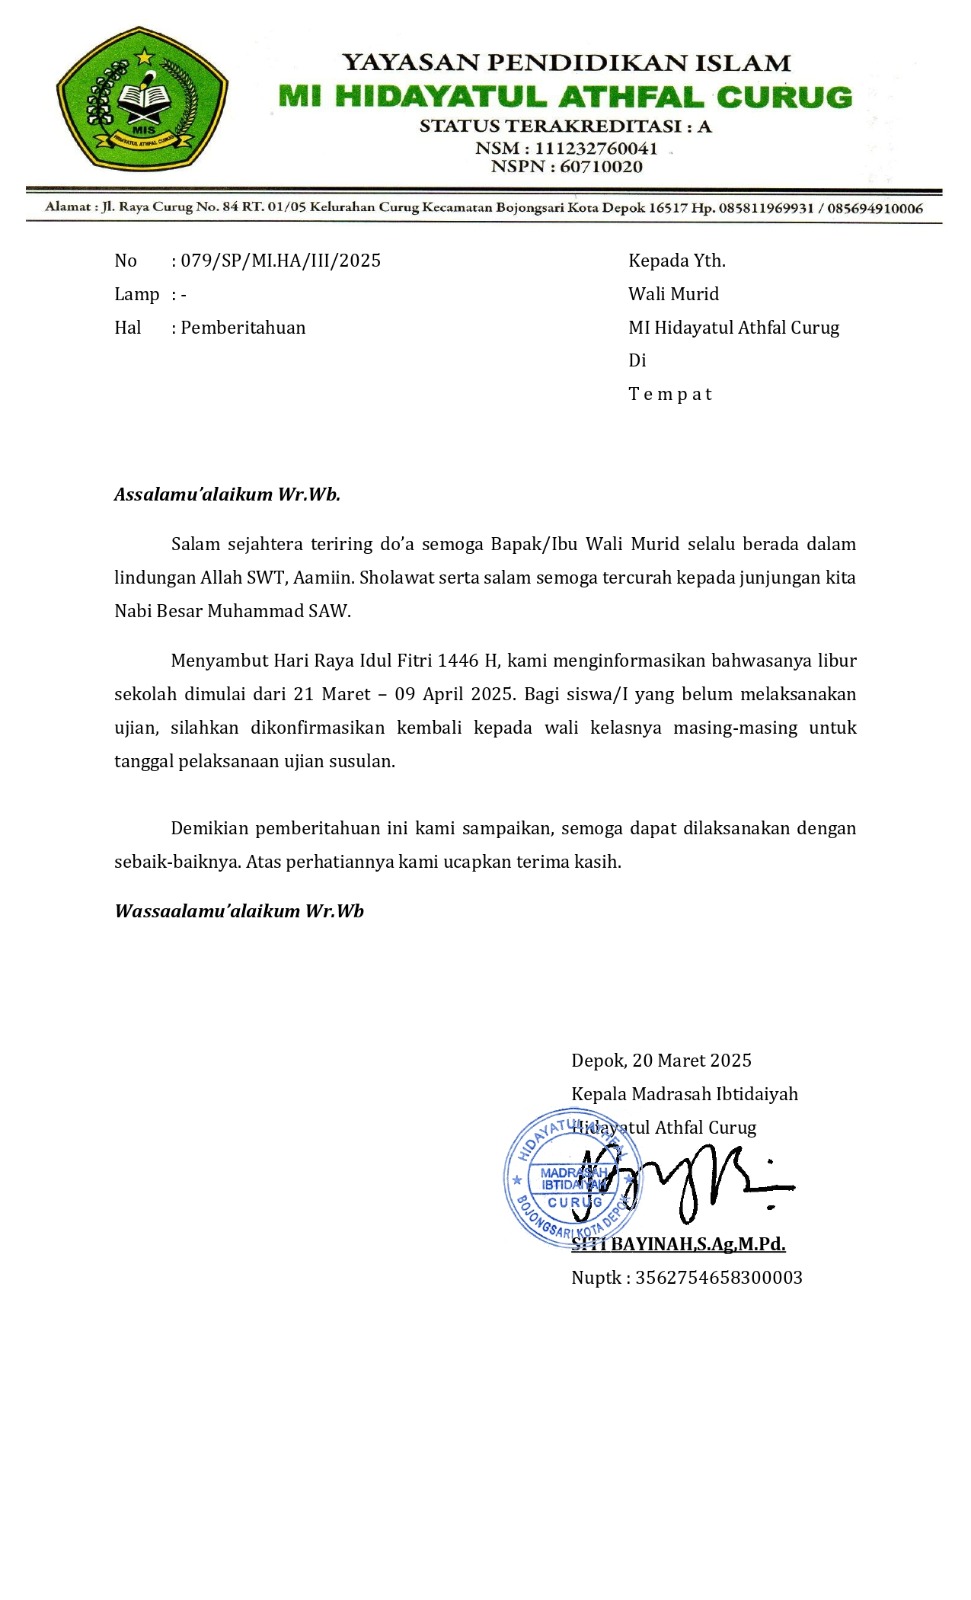 YAYASAN PENDIDIKAN ISLAM
MI HIDAYATUL ATHFAL CURUG
STATUS TERAKREDITASI : A
NSM : 111232760041
NSPN : 60710020
MIS
HIDAYATUL ATHFAL CURUG
Alamat : Jl. Raya Curug No. 84 RT. 01/05 Kelurahan Curug Kecamatan Bojongsari Kota Depok 16517 Hp. 085811969931 / 085694910006
No : 079/SP/MI.HA/III/2025
Lamp : -
Hal : Pemberitahuan
Kepada Yth.
Wali Murid
MI Hidayatul Athfal Curug
Di
T e m p a t
Assalamu’alaikum Wr.Wb.
Salam sejahtera teriring do’a semoga Bapak/Ibu Wali Murid selalu berada dalam
lindungan Allah SWT, Aamiin. Sholawat serta salam semoga tercurah kepada junjungan kita
Nabi Besar Muhammad SAW.
Menyambut Hari Raya Idul Fitri 1446 H, kami menginformasikan bahwasanya libur
sekolah dimulai dari 21 Maret – 09 April 2025. Bagi siswa/I yang belum melaksanakan
ujian, silahkan dikonfirmasikan kembali kepada wali kelasnya masing-masing untuk
tanggal pelaksanaan ujian susulan.
Demikian pemberitahuan ini kami sampaikan, semoga dapat dilaksanakan dengan
sebaik-baiknya. Atas perhatiannya kami ucapkan terima kasih.
Wassaalamu’alaikum Wr.Wb
Depok, 20 Maret 2025
Kepala Madrasah Ibtidaiyah
Hidayatul Athfal Curug
HIDAYATUL ATHFAL
MADRASAH
IBTIDAIYAH
CURUG
BOJONGSARI KOTA DEPOK
SITI BAYINAH,S.Ag,M.Pd.
Nuptk : 3562754658300003